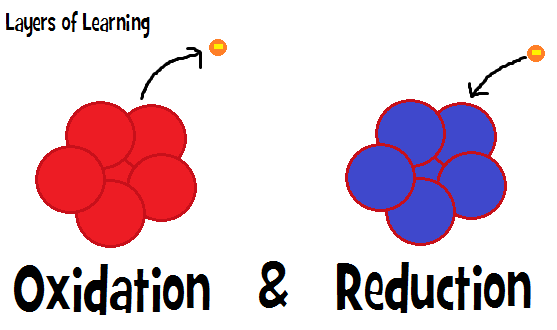 Layers of Learning
Oxidation & Reduction